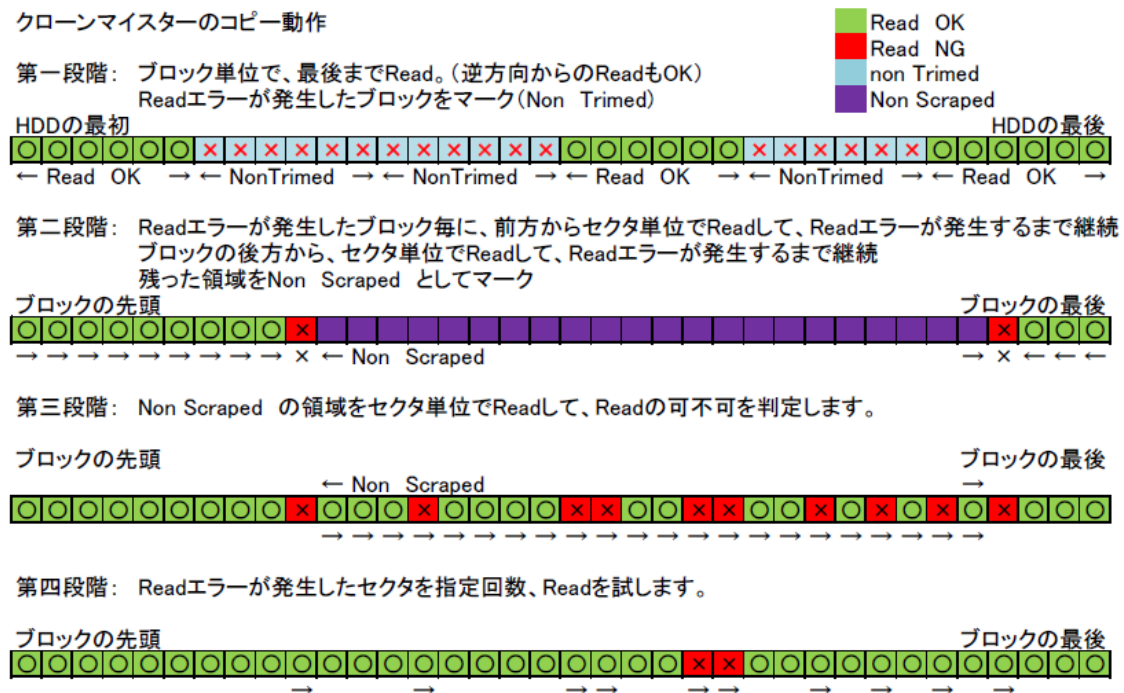 クローンマイスターのコピー動作
Read OK
Read NG
non Trimed
Non Scraped
第一段階： ブロック単位で、最後までRead。（逆方向からのReadもOK）
Readエラーが発生したブロックをマーク（Non Trimed）
HDDの最初 HDDの最後
○○○○○○××××××××××××○○○○○○××××××○○○○○○
← Read OK → ← NonTrimed → ← NonTrimed → ← Read OK → ← NonTrimed → ← Read OK →
第二段階： Readエラーが発生したブロック毎に、前方からセクタ単位でReadして、Readエラーが発生するまで継続
ブロックの後方から、セクタ単位でReadして、Readエラーが発生するまで継続
残った領域をNon Scraped としてマーク
ブロックの先頭 ブロックの最後
○○○○○○○○○× ×○○○
→ → → → → → → → → × ← Non Scraped → × ← ← ←
第三段階： Non Scraped の領域をセクタ単位でReadして、Readの可不可を判定します。
ブロックの先頭 ブロックの最後
← Non Scraped →
○○○○○○○○○×○○○×○○○○××○○××○○×○×○×○×○○○
→ → → → → → → → → → → → → → → → → → → → → →
第四段階： Readエラーが発生したセクタを指定回数、Readを試します。
ブロックの先頭 ブロックの最後
○○○○○○○○○○○○○○○○○○○○○○××○○○○○○○○○○○○
→ → → → → → → → → →